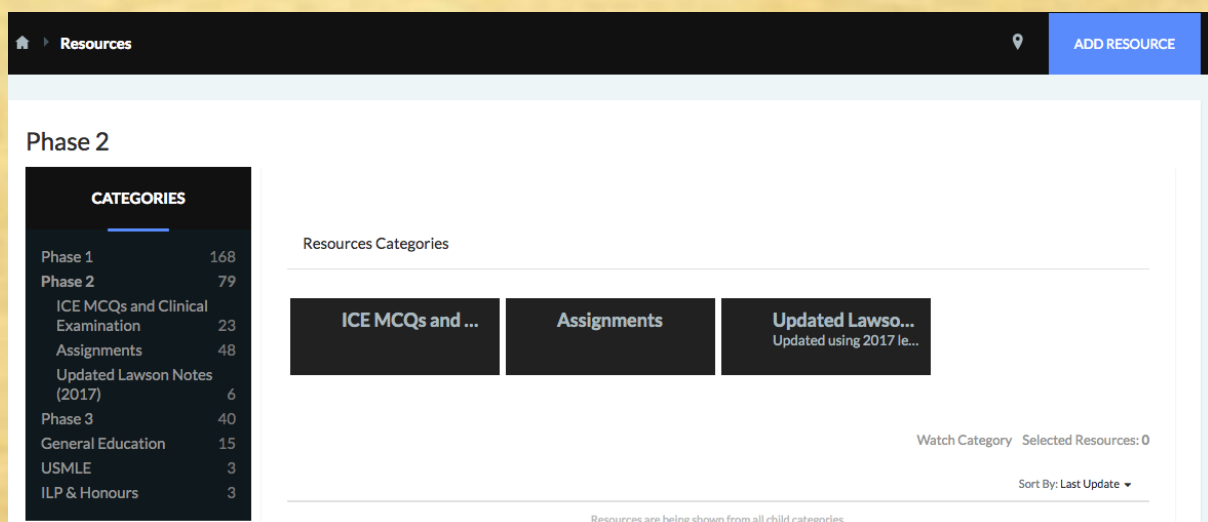 Resources
ADD RESOURCE
Phase 2
CATEGORIES
Phase 1 168
Phase 2 79
ICE MCQs and Clinical
Examination 23
Assignments 48
Updated Lawson Notes
(2017) 6
Phase 3 40
General Education 15
USMLE 3
ILP & Honours 3
Resources Categories
ICE MCQs and ...
Assignments
Updated Lawso...
Updated using 2017 le...
Watch Category Selected Resources: 0
Sort By: Last Update
Resources are being shown from all child categories.